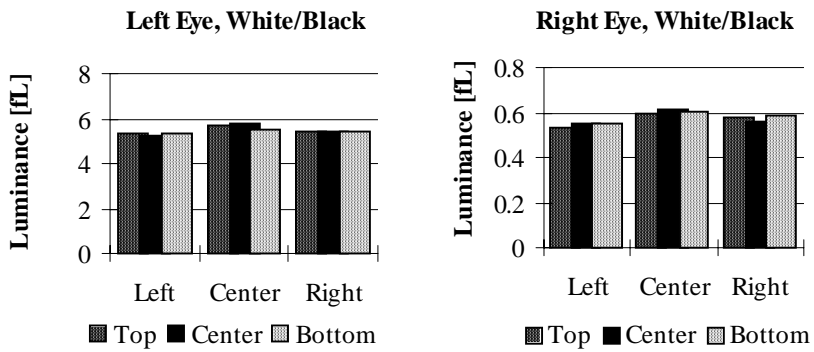 Left Eye, White/Black
Luminance [fL]
8
6
4
2
0
Left Center Right
Top Center Bottom
Right Eye, White/Black
Luminance [fL]
0.8
0.6
0.4
0.2
0
Left Center Right
Top Center Bottom